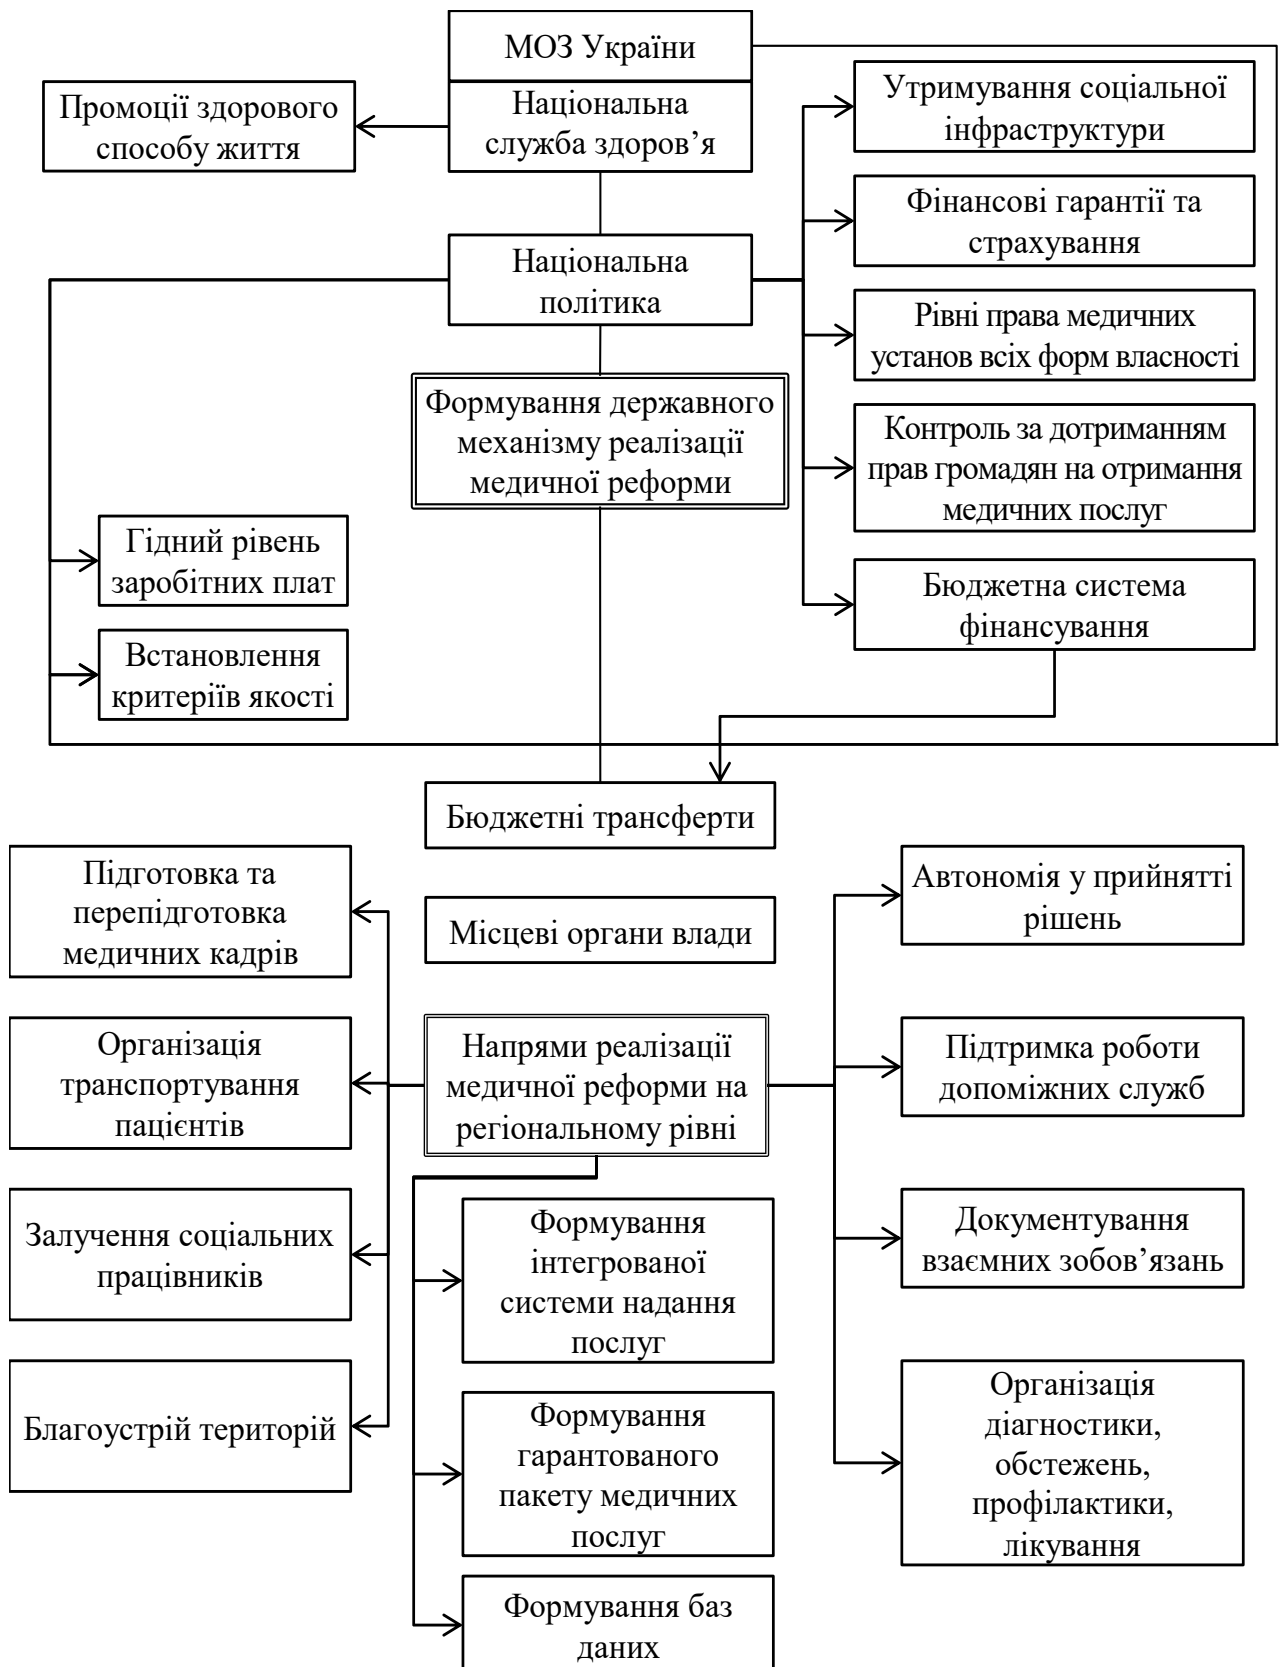 МОЗ України
Національна
служба здоров’я
Промоції здорового
способу життя
Утримування соціальної
інфраструктури
Фінансові гарантії та
страхування
Національна
політика
Рівні права медичних
установ всіх форм власності
Формування державного
механізму реалізації
медичної реформи
Контроль за дотриманням
прав громадян на отримання
медичних послуг
Гідний рівень
заробітних плат
Бюджетна система
фінансування
Встановлення
критеріїв якості
Бюджетні трансферти
Підготовка та
перепідготовка
медичних кадрів
Місцеві органи влади
Автономія у прийнятті
рішень
Організація
транспортування
пацієнтів
Напрями реалізації
медичної реформи на
регіональному рівні
Підтримка роботи
допоміжних служб
Залучення соціальних
працівників
Формування
інтегрованої
системи надання
послуг
Документування
взаємних зобов’язань
Благоустрій територій
Формування
гарантованого
пакету медичних
послуг
Організація
діагностики,
обстежень,
профілактики,
лікування
Формування баз
даних